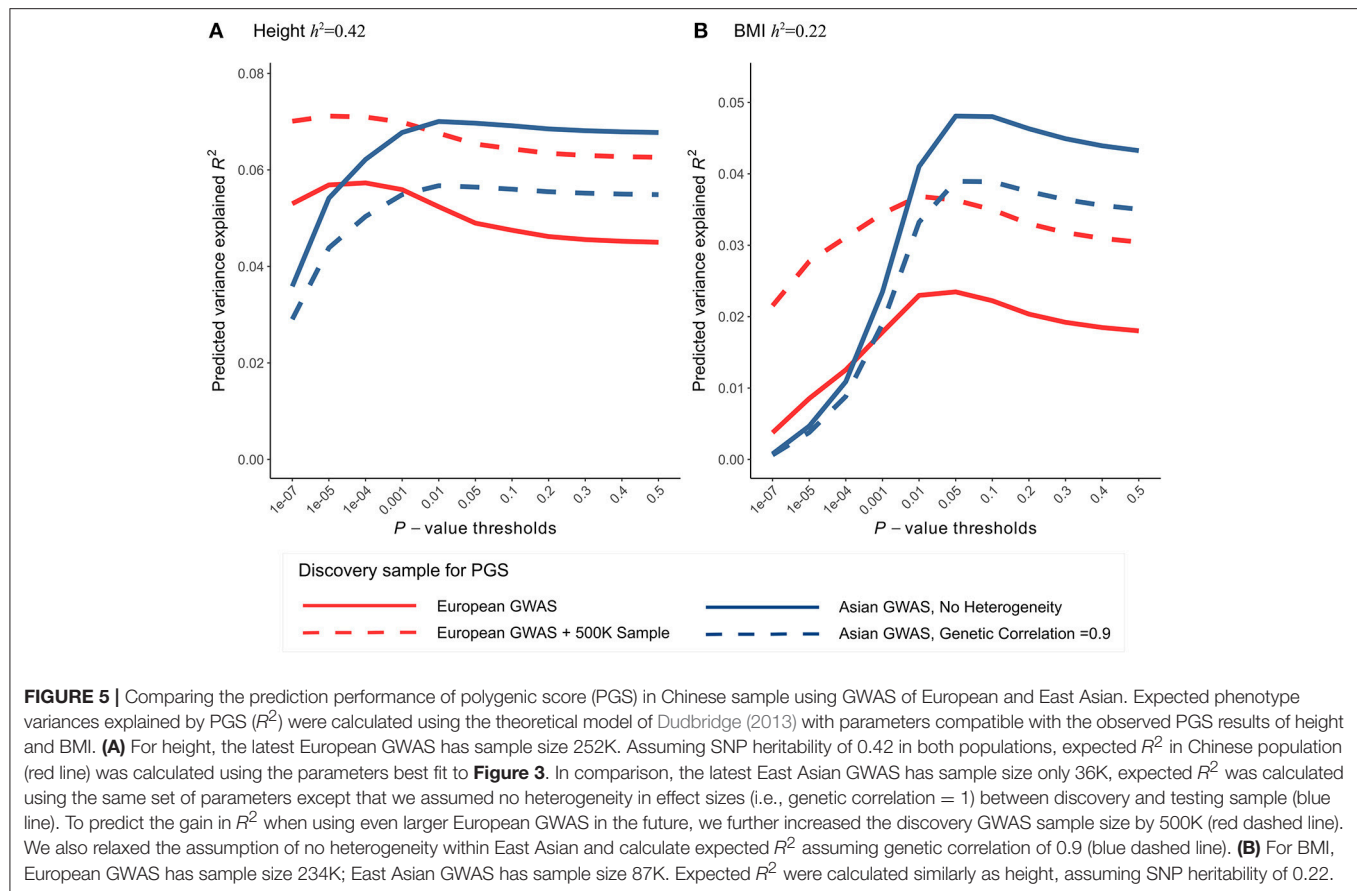 A Height h²=0.42
B BMI h²=0.22
Predicted variance explained R²
0.08
0.06
0.04
0.02
0.00
1e-07 1e-05 1e-04 0.001 0.01 0.05 0.1 0.2 0.3 0.4 0.5
P – value thresholds
Predicted variance explained R²
0.05
0.04
0.03
0.02
0.01
0.00
1e-07 1e-05 1e-04 0.001 0.01 0.05 0.1 0.2 0.3 0.4 0.5
P – value thresholds
Discovery sample for PGS
European GWAS
European GWAS + 500K Sample
Asian GWAS, No Heterogeneity
Asian GWAS, Genetic Correlation =0.9
FIGURE 5 | Comparing the prediction performance of polygenic score (PGS) in Chinese sample using GWAS of European and East Asian. Expected phenotype
variances explained by PGS (R²) were calculated using the theoretical model of Dudbridge (2013) with parameters compatible with the observed PGS results of height
and BMI. (A) For height, the latest European GWAS has sample size 252K. Assuming SNP heritability of 0.42 in both populations, expected R² in Chinese population
(red line) was calculated using the parameters best fit to Figure 3. In comparison, the latest East Asian GWAS has sample size only 36K, expected R² was calculated
using the same set of parameters except that we assumed no heterogeneity in effect sizes (i.e., genetic correlation = 1) between discovery and testing sample (blue
line). To predict the gain in R² when using even larger European GWAS in the future, we further increased the discovery GWAS sample size by 500K (red dashed line).
We also relaxed the assumption of no heterogeneity within East Asian and calculate expected R² assuming genetic correlation of 0.9 (blue dashed line). (B) For BMI,
European GWAS has sample size 234K; East Asian GWAS has sample size 87K. Expected R² were calculated similarly as height, assuming SNP heritability of 0.22.